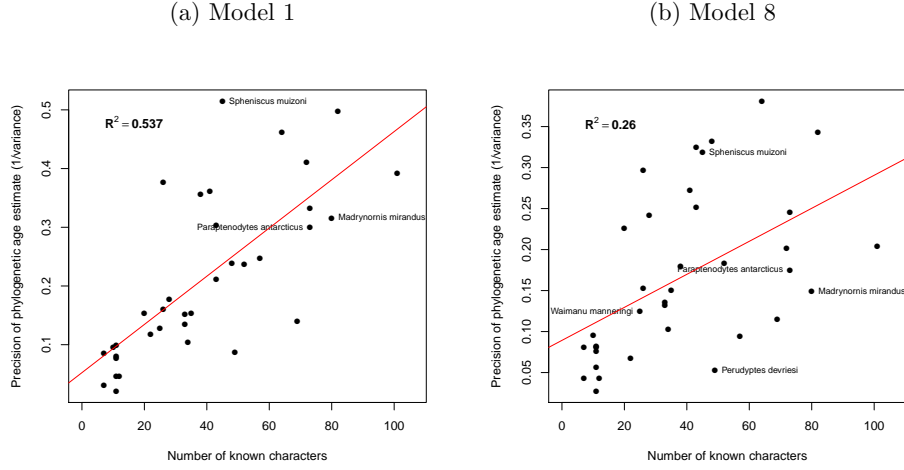 (a) Model 1
Precision of phylogenetic age estimate (1/variance)
0.5
0.4
0.3
0.2
0.1
R² = 0.537
Spheniscus muizoni
Madrynornis mirandus
Paraptenodytes antarcticus
0 20 40 60 80 100
Number of known characters
(b) Model 8
Precision of phylogenetic age estimate (1/variance)
0.35
0.30
0.25
0.20
0.15
0.10
0.05
R² = 0.26
Spheniscus muizoni
Paraptenodytes antarcticus
Madrynornis mirandus
Waimanu manneringi
Perudyptes devriesi
0 20 40 60 80 100
Number of known characters